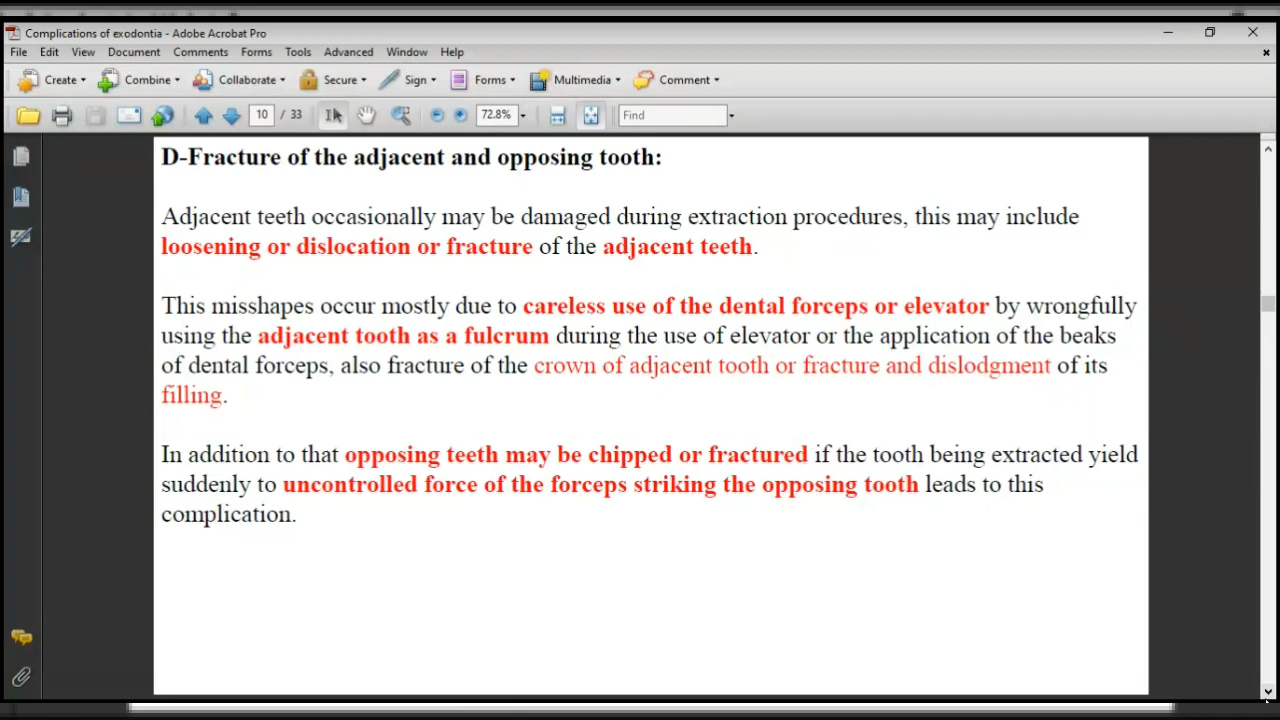 Complications of exodontia - Adobe Acrobat Pro
File Edit View Document Comments Forms Tools Advanced Window Help
Create Combine Collaborate Secure Sign Forms Multimedia Comment
10 / 33 72.8% Find
D-Fracture of the adjacent and opposing tooth:
Adjacent teeth occasionally may be damaged during extraction procedures, this may include
loosening or dislocation or fracture of the adjacent teeth.
This misshapes occur mostly due to careless use of the dental forceps or elevator by wrongfully
using the adjacent tooth as a fulcrum during the use of elevator or the application of the beaks
of dental forceps, also fracture of the crown of adjacent tooth or fracture and dislodgment of its
filling.
In addition to that opposing teeth may be chipped or fractured if the tooth being extracted yield
suddenly to uncontrolled force of the forceps striking the opposing tooth leads to this
complication.